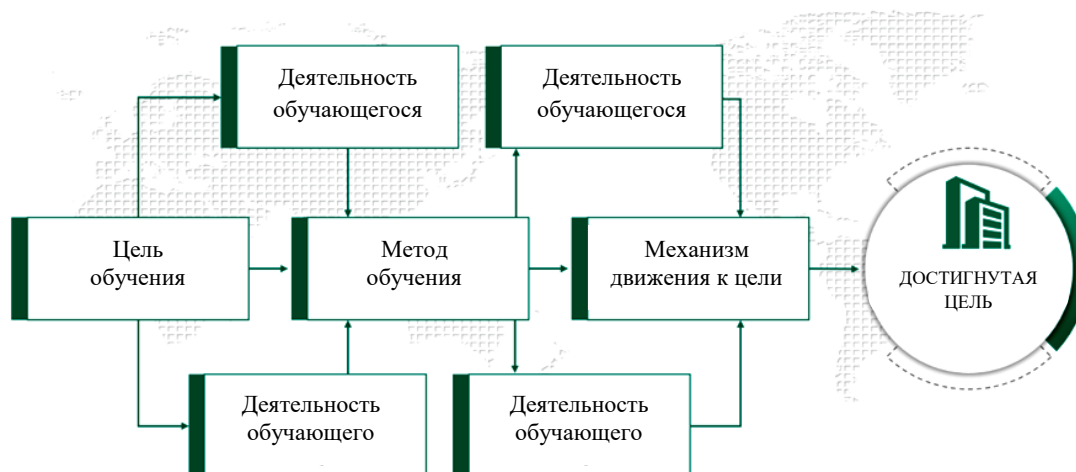 Деятельность
обучающегося
Деятельность
обучающегося
Цель
обучения
Метод
обучения
Механизм
движения к цели
ДОСТИГНУТАЯ
ЦЕЛЬ
Деятельность
обучающего
Деятельность
обучающего